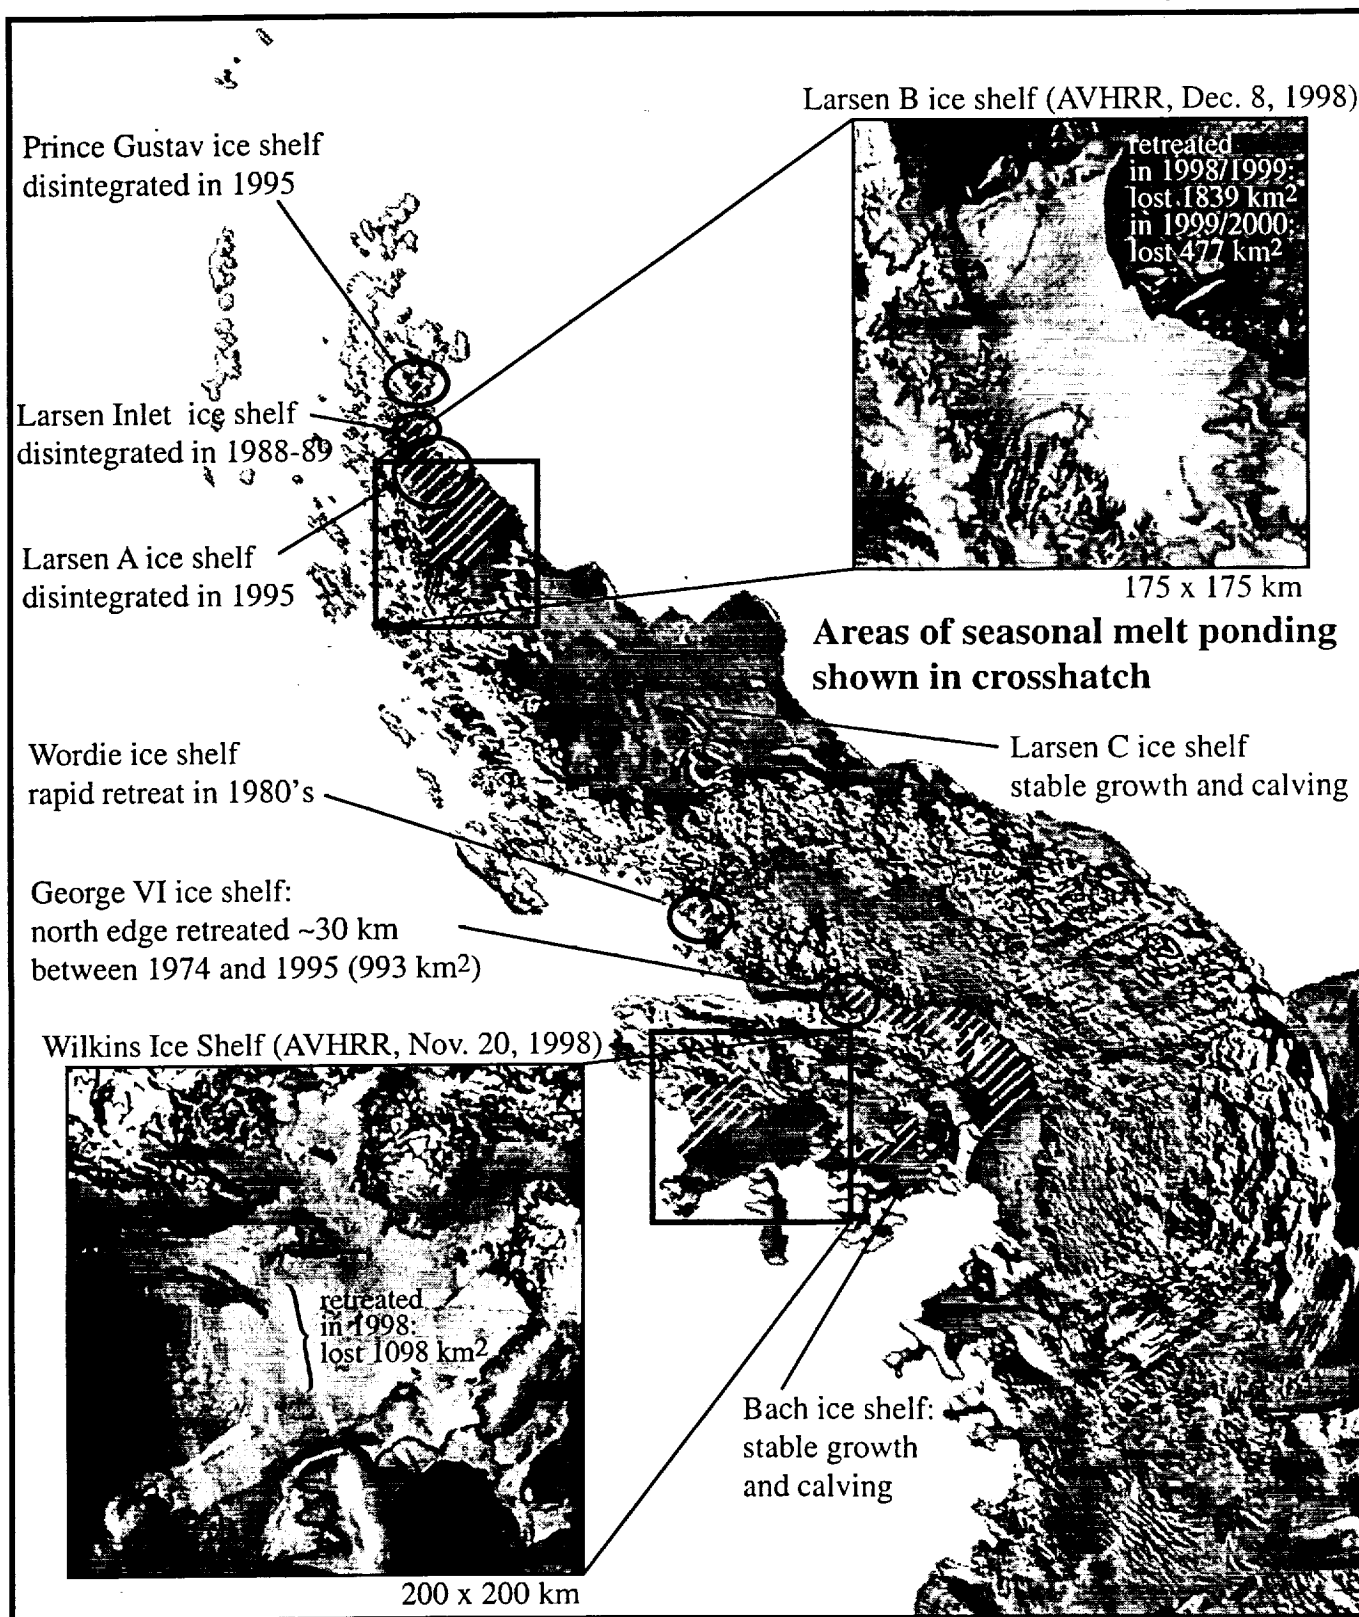 Larsen B ice shelf (AVHRR, Dec. 8, 1998)
Prince Gustav ice shelf
disintegrated in 1995
retreated
in 1998/1999:
lost 1839 km²
in 1999/2000:
lost 477 km²
Larsen Inlet ice shelf
disintegrated in 1988-89
Larsen A ice shelf
disintegrated in 1995
175 x 175 km
Areas of seasonal melt ponding
shown in crosshatch
Wordie ice shelf
rapid retreat in 1980's
Larsen C ice shelf
stable growth and calving
George VI ice shelf:
north edge retreated ~30 km
between 1974 and 1995 (993 km²)
Wilkins Ice Shelf (AVHRR, Nov. 20, 1998)
retreated
in 1998:
lost 1098 km²
Bach ice shelf:
stable growth
and calving
200 x 200 km